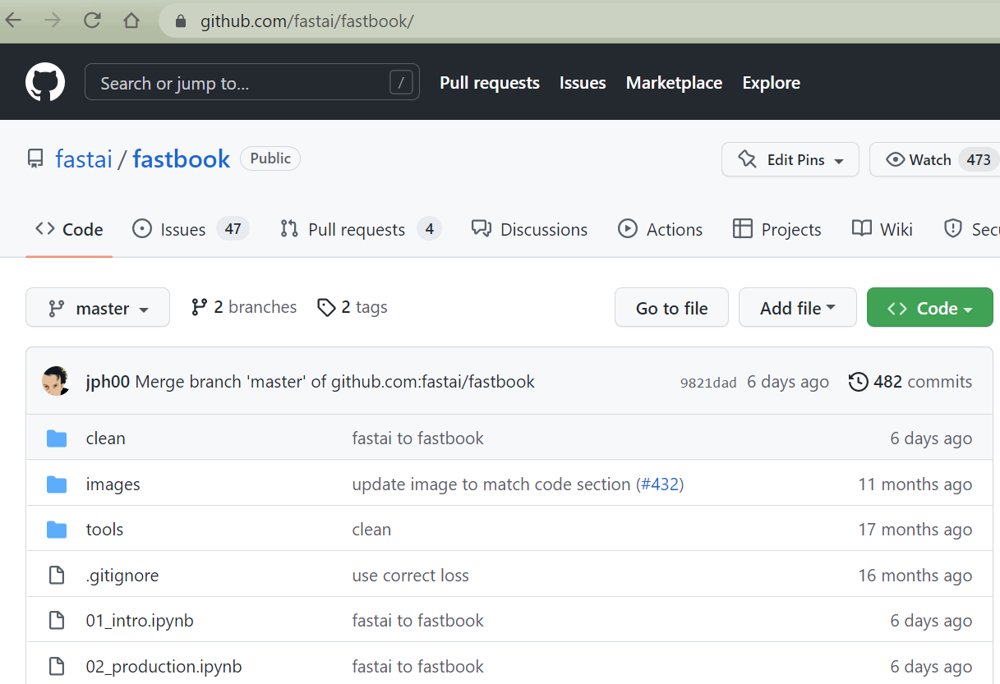 github.com/fastai/fastbook/
Search or jump to... / Pull requests Issues Marketplace Explore
fastai / fastbook Public Edit Pins Watch 473
Code Issues 47 Pull requests 4 Discussions Actions Projects Wiki
master 2 branches 2 tags Go to file Add file Code
jph00 Merge branch 'master' of github.com:fastai/fastbook 9821dad 6 days ago 482 commits
clean fastai to fastbook 6 days ago
images update image to match code section (#432) 11 months ago
tools clean 17 months ago
.gitignore use correct loss 16 months ago
01_intro.ipynb fastai to fastbook 6 days ago
02_production.ipynb fastai to fastbook 6 days ago